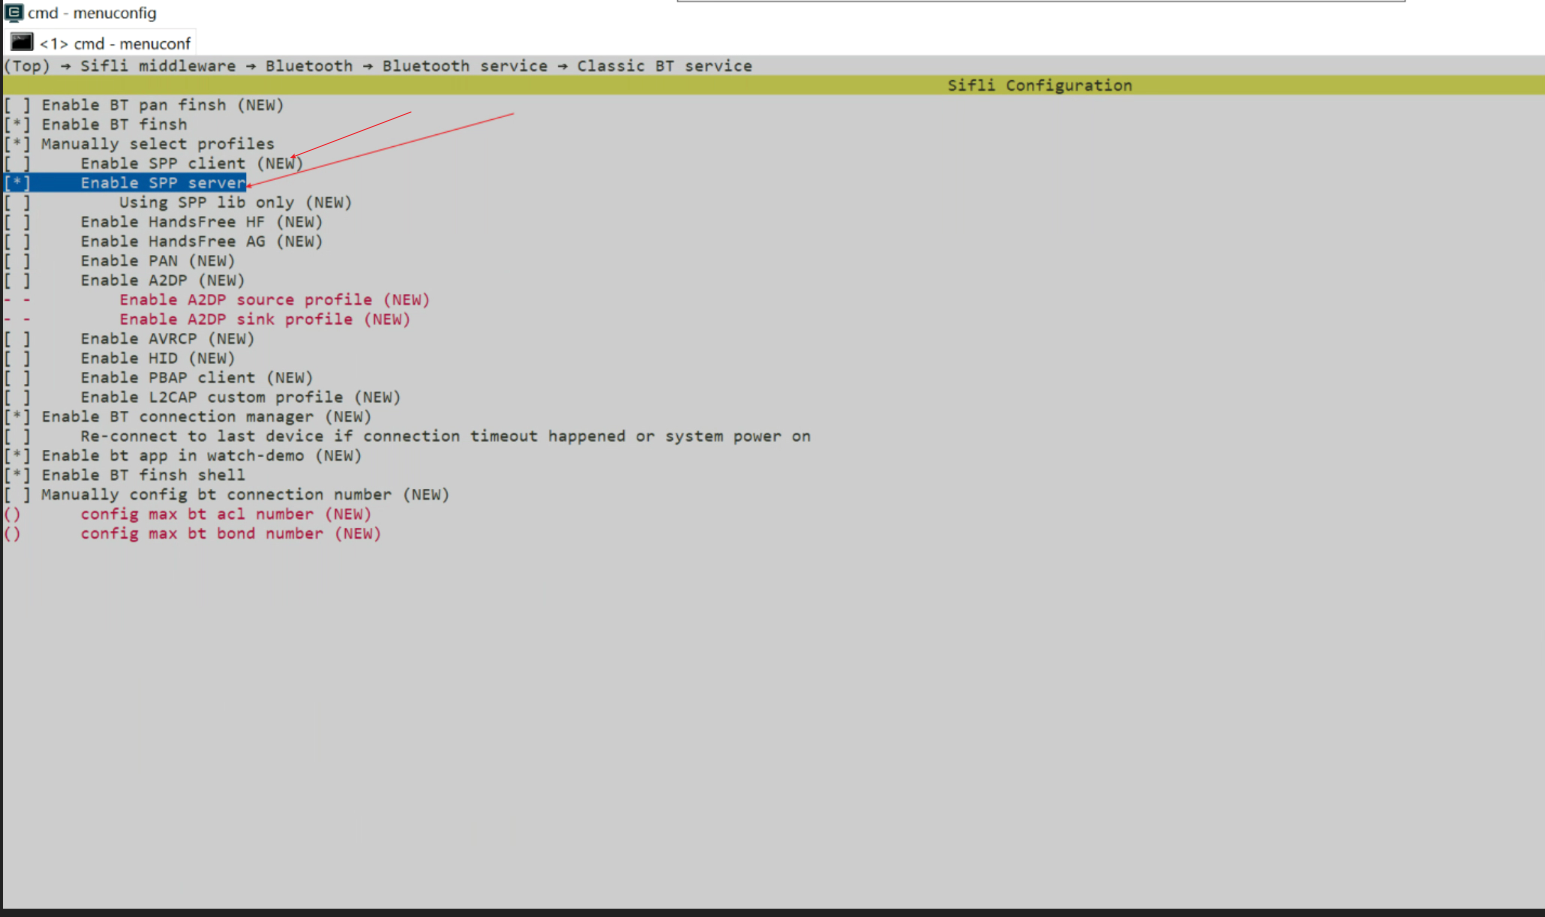 cmd - menuconfig
<1> cmd - menuconf
(Top) → Sifli middleware → Bluetooth → Bluetooth service → Classic BT service
Sifli Configuration
[ ] Enable BT pan finsh (NEW)
[*] Enable BT finsh
[*] Manually select profiles
[ ] Enable SPP client (NEW)
[*] Enable SPP server
[ ] Using SPP lib only (NEW)
[ ] Enable HandsFree HF (NEW)
[ ] Enable HandsFree AG (NEW)
[ ] Enable PAN (NEW)
[ ] Enable A2DP (NEW)
- - Enable A2DP source profile (NEW)
- - Enable A2DP sink profile (NEW)
[ ] Enable AVRCP (NEW)
[ ] Enable HID (NEW)
[ ] Enable PBAP client (NEW)
[ ] Enable L2CAP custom profile (NEW)
[*] Enable BT connection manager (NEW)
[ ] Re-connect to last device if connection timeout happened or system power on
[*] Enable bt app in watch-demo (NEW)
[*] Enable BT finsh shell
[ ] Manually config bt connection number (NEW)
() config max bt acl number (NEW)
() config max bt bond number (NEW)